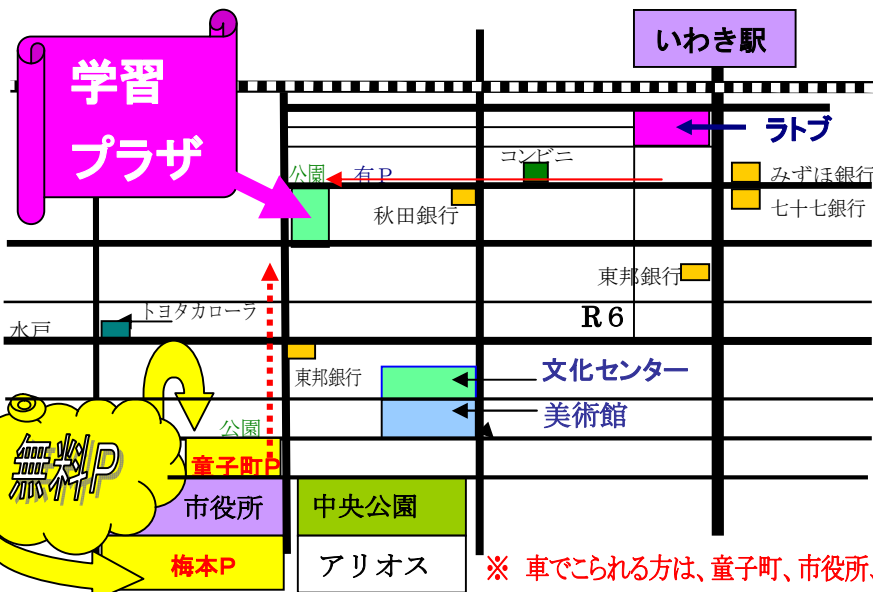 いわき駅
学習
プラザ
ラトブ
コンビニ
公園
有P
みずほ銀行
秋田銀行
七十七銀行
東邦銀行
トヨタカローラ
R6
水戸
東邦銀行
文化センター
美術館
公園
無料P
童子町P
市役所
中央公園
梅本P
アリオス
※ 車でこられる方は、童子町、市役所、